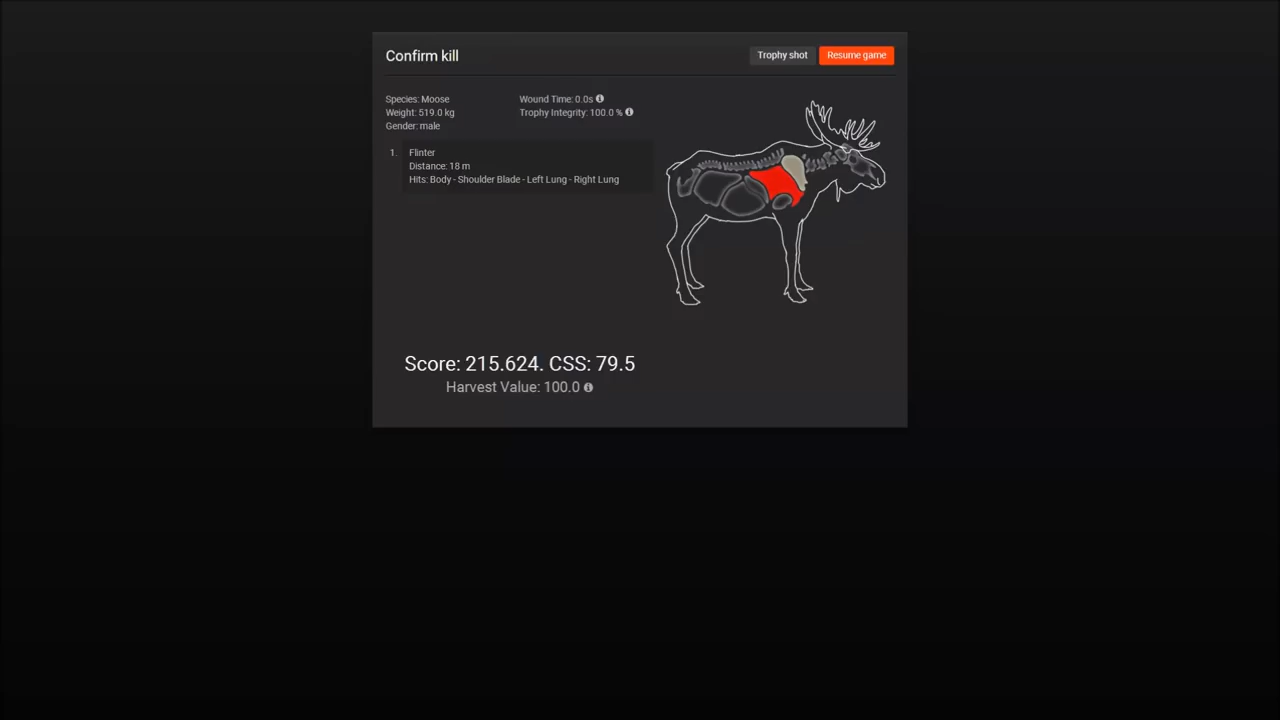 Confirm kill
Trophy shot
Resume game
Species: Moose
Weight: 519.0 kg
Gender: male
Wound Time: 0.0s
Trophy Integrity: 100.0 %
1.
Flinter
Distance: 18 m
Hits: Body - Shoulder Blade - Left Lung - Right Lung
Score: 215.624. CSS: 79.5
Harvest Value: 100.0